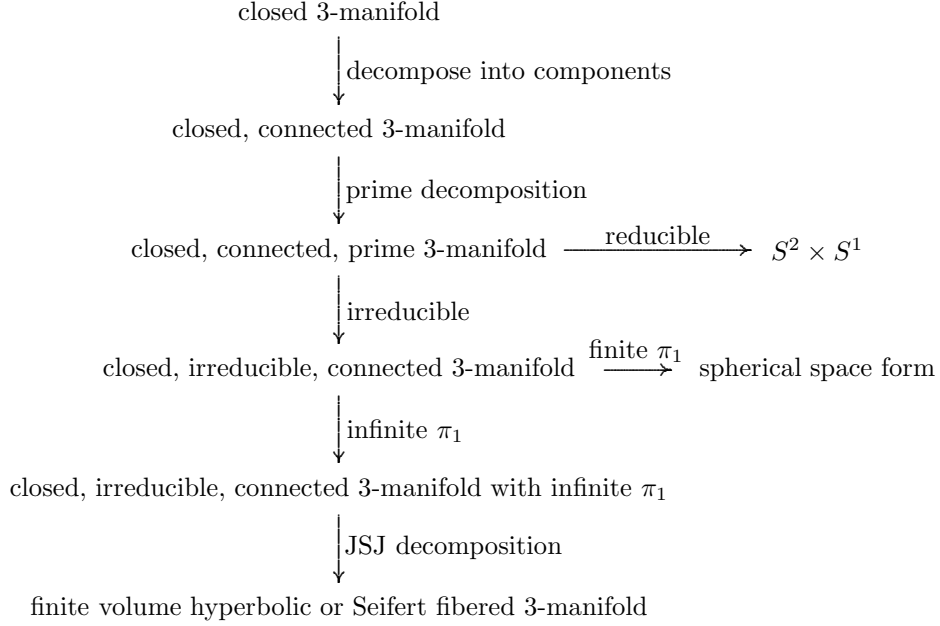 closed 3-manifold
decompose into components
closed, connected 3-manifold
prime decomposition
closed, connected, prime 3-manifold
reducible
S² × S¹
irreducible
closed, irreducible, connected 3-manifold
finite π₁
spherical space form
infinite π₁
closed, irreducible, connected 3-manifold with infinite π₁
JSJ decomposition
finite volume hyperbolic or Seifert fibered 3-manifold